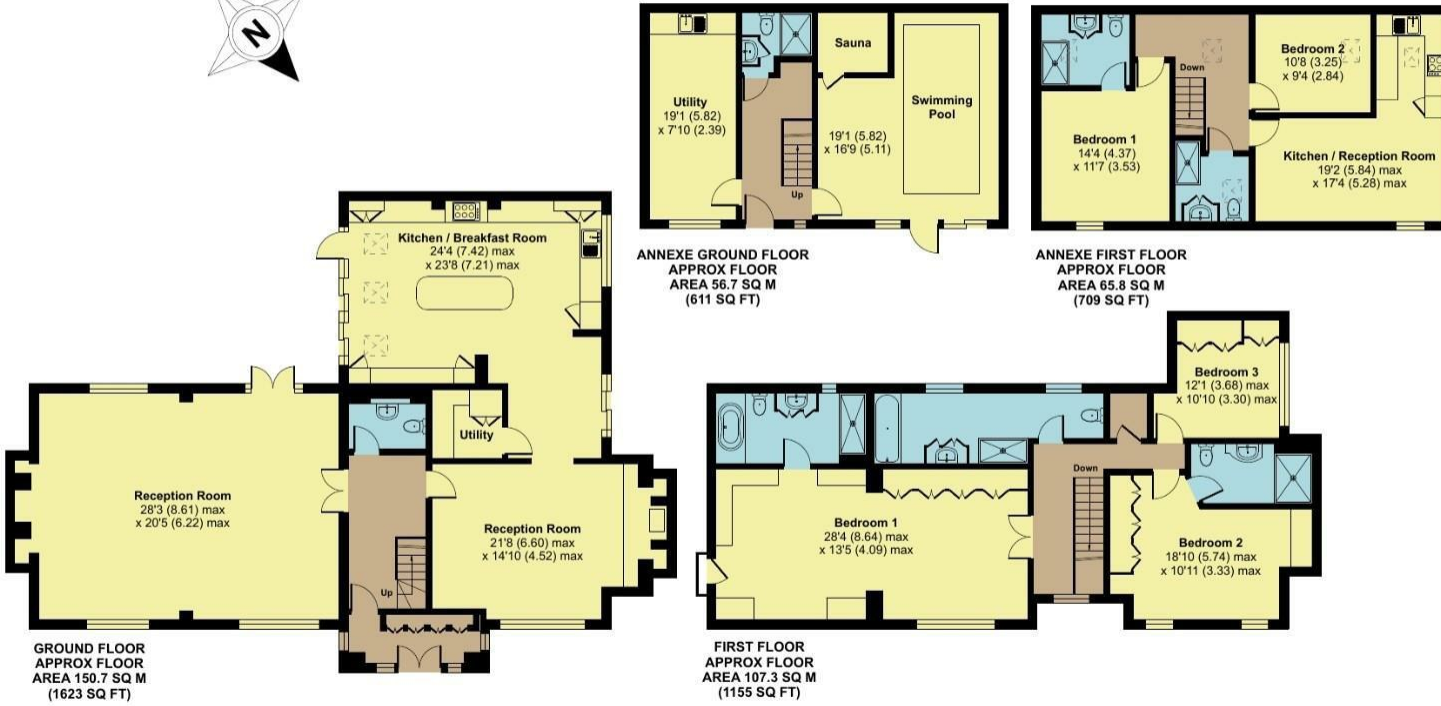 N
Utility
19'1 (5.82)
x 7'10 (2.39)
Sauna
Swimming
Pool
19'1 (5.82)
x 16'9 (5.11)
Up
ANNEXE GROUND FLOOR
APPROX FLOOR
AREA 56.7 SQ M
(611 SQ FT)
Down
Bedroom 2
10'8 (3.25)
x 9'4 (2.84)
Bedroom 1
14'4 (4.37)
x 11'7 (3.53)
Kitchen / Reception Room
19'2 (5.84) max
x 17'4 (5.28) max
ANNEXE FIRST FLOOR
APPROX FLOOR
AREA 65.8 SQ M
(709 SQ FT)
Kitchen / Breakfast Room
24'4 (7.42) max
x 23'8 (7.21) max
Utility
Reception Room
28'3 (8.61) max
x 20'5 (6.22) max
Reception Room
21'8 (6.60) max
x 14'10 (4.52) max
Up
GROUND FLOOR
APPROX FLOOR
AREA 150.7 SQ M
(1623 SQ FT)
Bedroom 3
12'1 (3.68) max
x 10'10 (3.30) max
Down
Bedroom 1
28'4 (8.64) max
x 13'5 (4.09) max
Bedroom 2
18'10 (5.74) max
x 10'11 (3.33) max
FIRST FLOOR
APPROX FLOOR
AREA 107.3 SQ M
(1155 SQ FT)